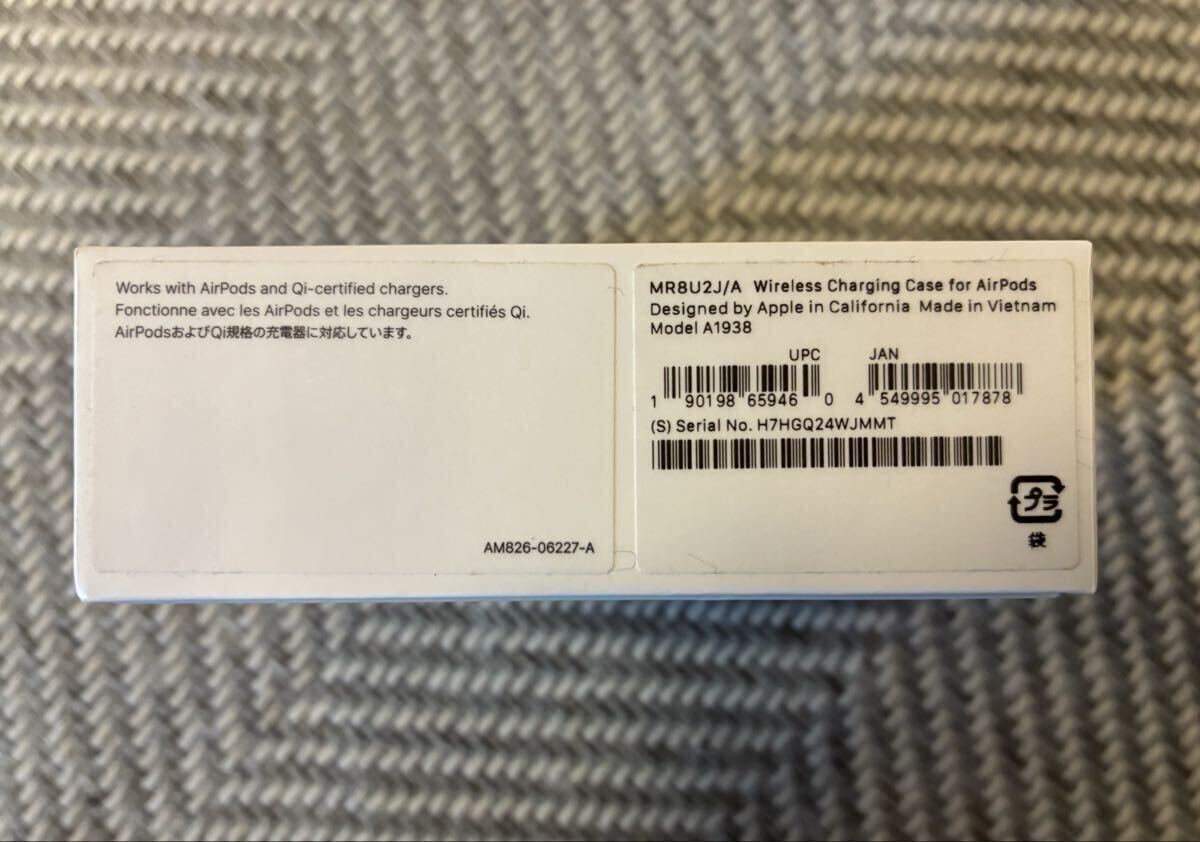 Works with AirPods and Qi-certified chargers.
Fonctionne avec les AirPods et les chargeurs certifiés Qi.
AirPodsおよびQi規格の充電器に対応しています。
AM826-06227-A
MR8U2J/A Wireless Charging Case for AirPods
Designed by Apple in California Made in Vietnam
Model A1938
UPC JAN
1 90198 65946 0 4 549995 017878
(S) Serial No. H7HGQ24WJMMT
プラ
袋